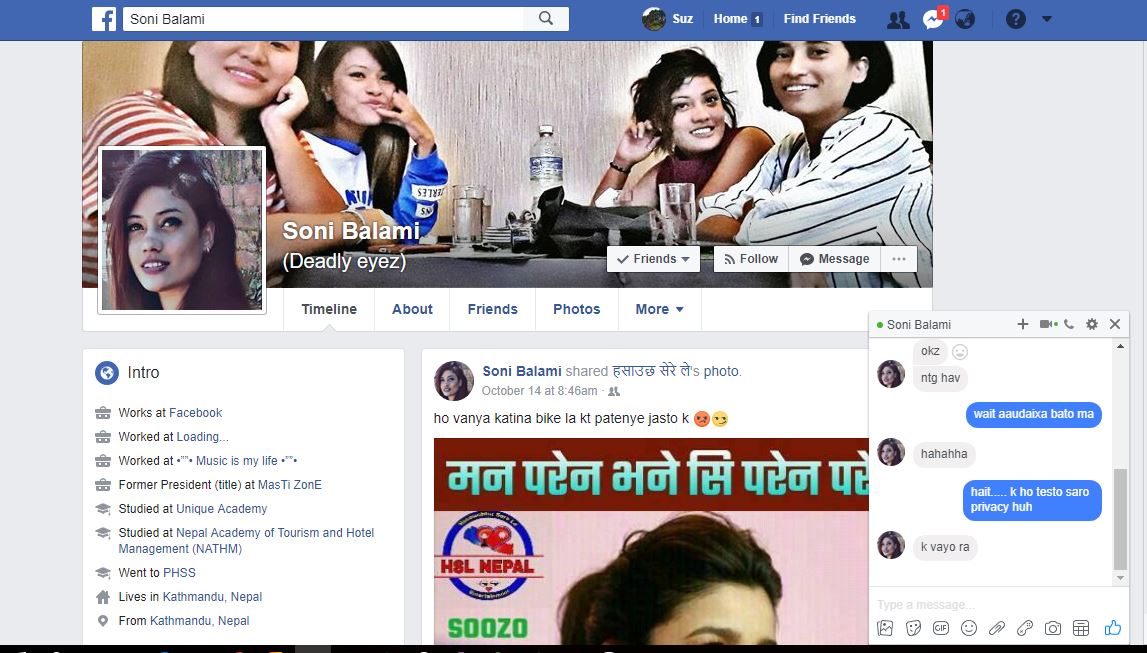 Soni Balami
Suz
Home 1
Find Friends
1
Soni Balami
(Deadly eyez)
Friends
Follow
Message
Timeline
About
Friends
Photos
More
Intro
Works at Facebook
Worked at Loading...
Worked at •°”• Music is my life •°”•
Former President (title) at MasTi ZonE
Studied at Unique Academy
Studied at Nepal Academy of Tourism and Hotel
Management (NATHM)
Went to PHSS
Lives in Kathmandu, Nepal
From Kathmandu, Nepal
Soni Balami shared हसाउछ सेरे ले's photo.
October 14 at 8:46am
ho vanya katina bike la kt patenye jasto k
मन परेन भने सि परेन परे
HSL NEPAL
SOOZO
Soni Balami
okz
ntg hav
wait aaudaixa bato ma
hahahha
hait..... k ho testo saro
privacy huh
k vayo ra
Type a message...
GIF